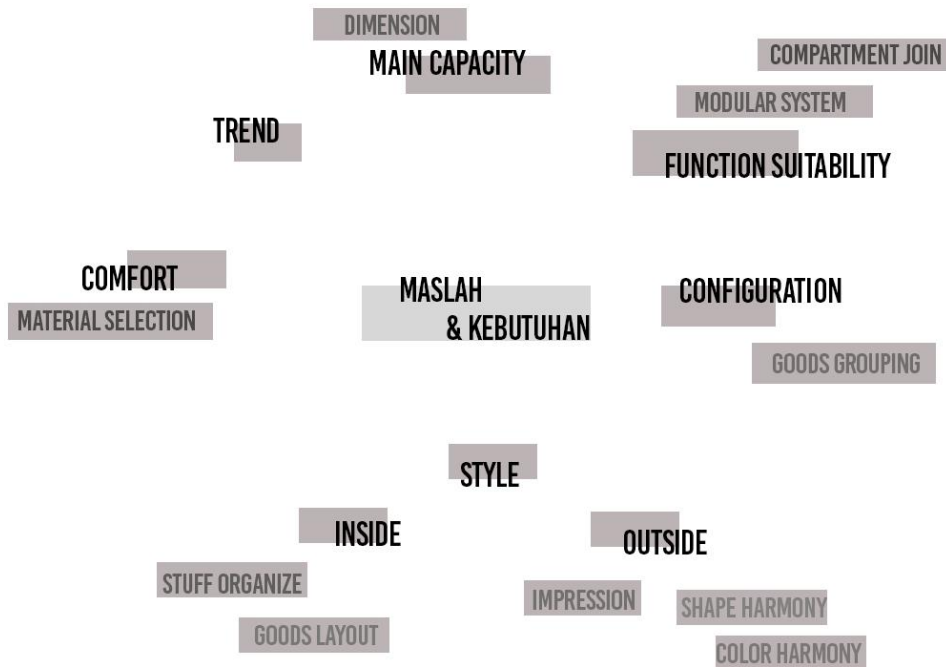 DIMENSION
MAIN CAPACITY
COMPARTMENT JOIN
MODULAR SYSTEM
TREND
FUNCTION SUITABILITY
COMFORT
MATERIAL SELECTION
MASLAH
& KEBUTUHAN
CONFIGURATION
GOODS GROUPING
STYLE
INSIDE
OUTSIDE
STUFF ORGANIZE
GOODS LAYOUT
IMPRESSION
SHAPE HARMONY
COLOR HARMONY